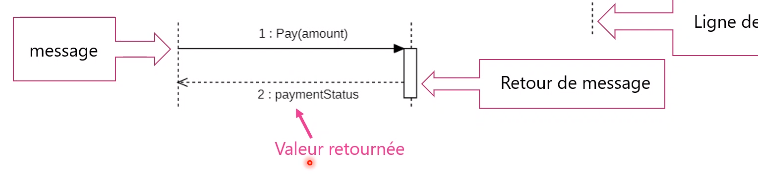 Ligne de
1 : Pay(amount)
message
Retour de message
2 : paymentStatus
Valeur retournée